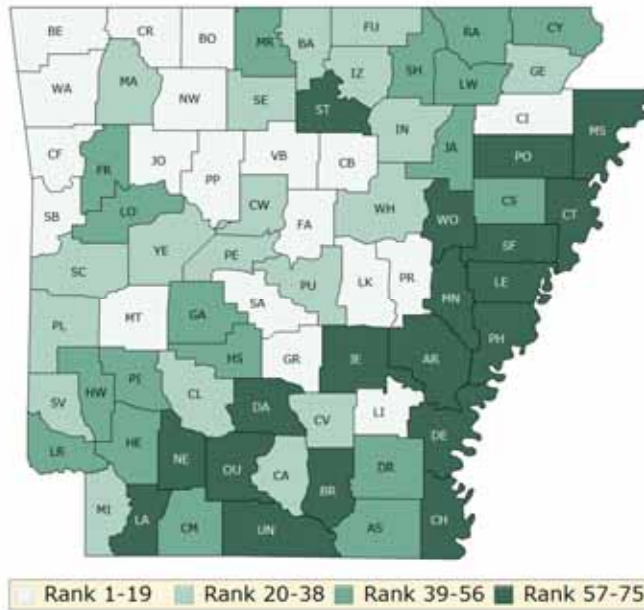 BE CR BO MR BA FU RA CY
WA MA NW SE ST IZ SH LW GE
CF FR JO PP VB CB IN JA CI PO MS
SB LO CW FA WH WO CS CT
SC YE PE PU LK PR MN SF LE
PL MT GA SA HS GR JE AR PH
SV HW PI CL DA CV LI DE
LR HE NE OU CA BR DR
MI LA CM UN AS CH
Rank 1-19 Rank 20-38 Rank 39-56 Rank 57-75